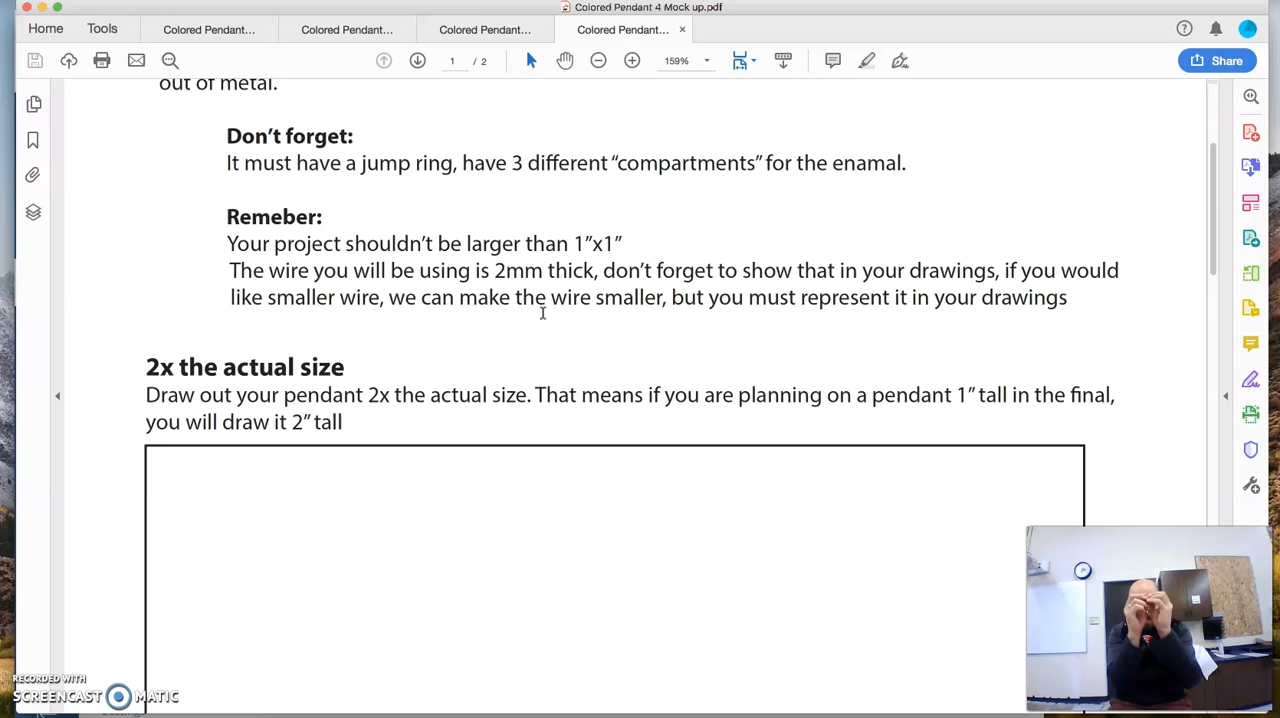 Colored Pendant 4 Mock up.pdf
Home
Tools
Colored Pendant...
Colored Pendant...
Colored Pendant...
Colored Pendant...
1 / 2
159%
Share
out of metal.
Don’t forget:
It must have a jump ring, have 3 different “compartments” for the enamal.
Remeber:
Your project shouldn’t be larger than 1”x1”
The wire you will be using is 2mm thick, don’t forget to show that in your drawings, if you would
like smaller wire, we can make the wire smaller, but you must represent it in your drawings
2x the actual size
Draw out your pendant 2x the actual size. That means if you are planning on a pendant 1” tall in the final,
you will draw it 2” tall
RECORDED WITH
SCREENCAST MATIC